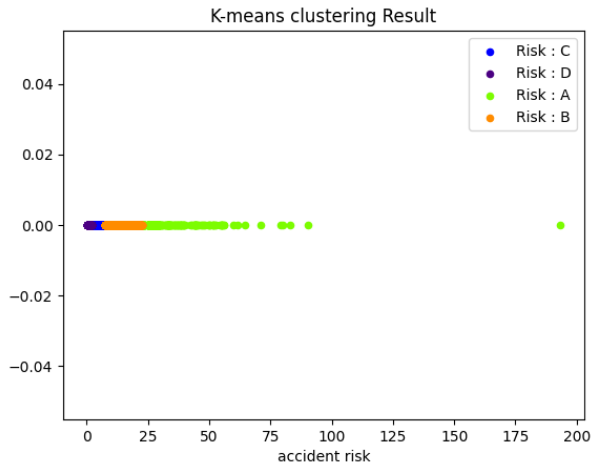 K-means clustering Result
Risk : C
Risk : D
Risk : A
Risk : B
0.04
0.02
0.00
−0.02
−0.04
0
25
50
75
100
125
150
175
200
accident risk